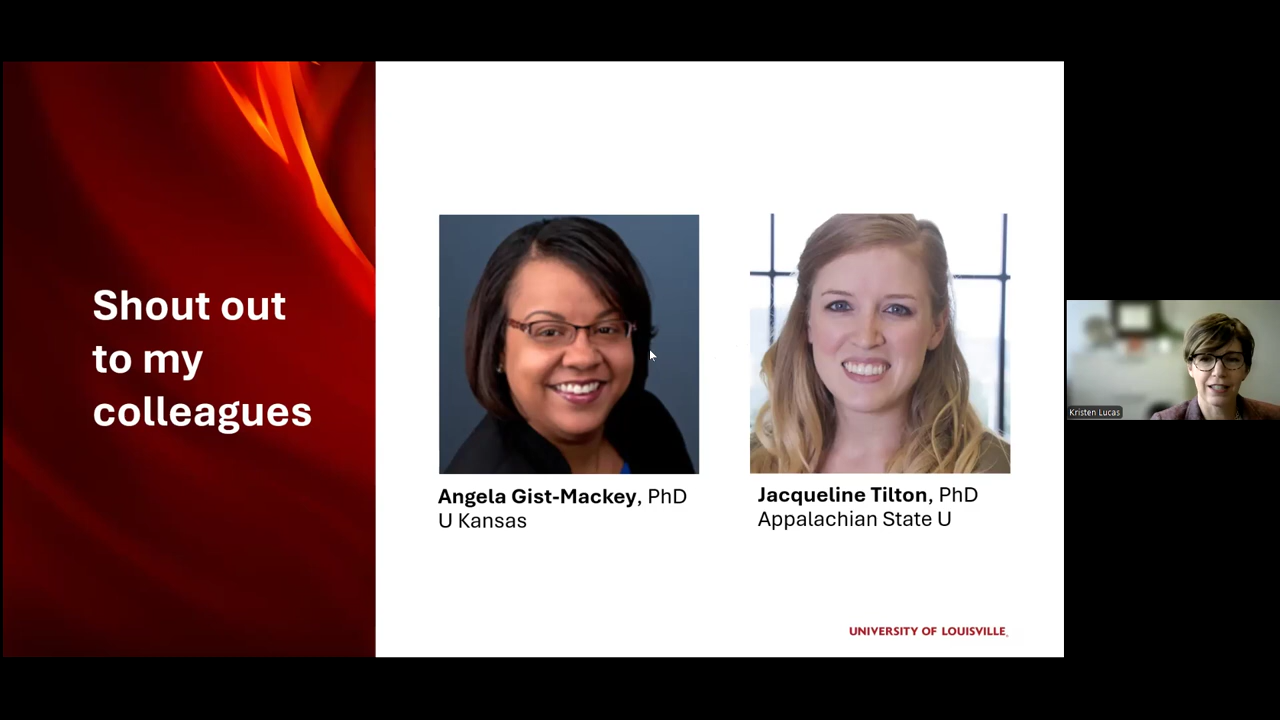 Shout out
to my
colleagues
Angela Gist-Mackey, PhD
U Kansas
Jacqueline Tilton, PhD
Appalachian State U
UNIVERSITY OF LOUISVILLE.
Kristen Lucas